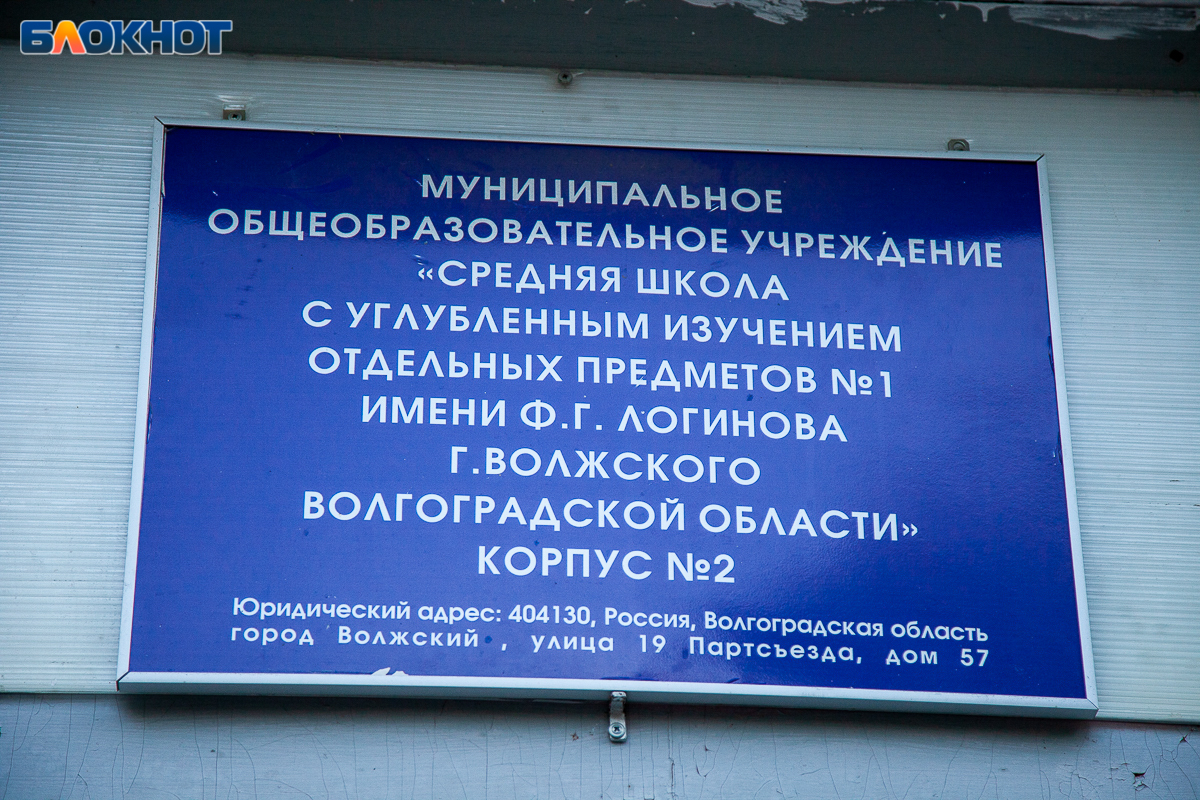 БЛОКНОТ
МУНИЦИПАЛЬНОЕ
ОБЩЕОБРАЗОВАТЕЛЬНОЕ УЧРЕЖДЕНИЕ
«СРЕДНЯЯ ШКОЛА
С УГЛУБЛЕННЫМ ИЗУЧЕНИЕМ
ОТДЕЛЬНЫХ ПРЕДМЕТОВ №1
ИМЕНИ Ф.Г. ЛОГИНОВА
Г.ВОЛЖСКОГО
ВОЛГОГРАДСКОЙ ОБЛАСТИ»
КОРПУС №2
Юридический адрес: 404130, Россия, Волгоградская область
город Волжский , улица 19 Партсъезда, дом 57